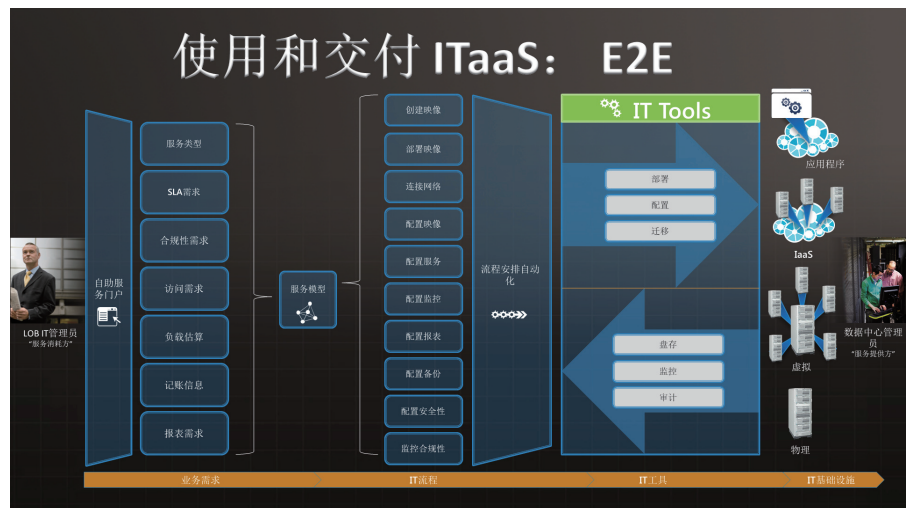 使用和交付 ITaaS： E2E
LOB IT管理员
“服务消耗方”
自助服
务门户
服务类型
SLA需求
合规性需求
访问需求
负载估算
记账信息
报表需求
服务模型
创建映像
部署映像
连接网络
配置映像
配置服务
配置监控
配置报表
配置备份
配置安全性
监控合规性
流程安排自动
化
IT Tools
部署
配置
迁移
盘存
监控
审计
应用程序
IaaS
虚拟
物理
数据中心管理
员
“服务提供方”
业务需求
IT流程
IT工具
IT基础设施